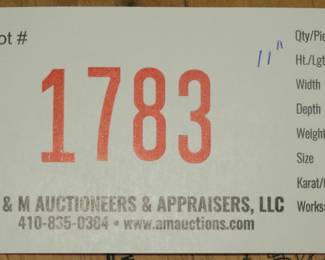 ot #
1783
11"
Qty/Pie
Ht./Lgt
Width
Depth
Weight
Size
Karat/
Works:
& M AUCTIONEERS & APPRAISERS, LLC
410-835-0384 • www.amauctions.com